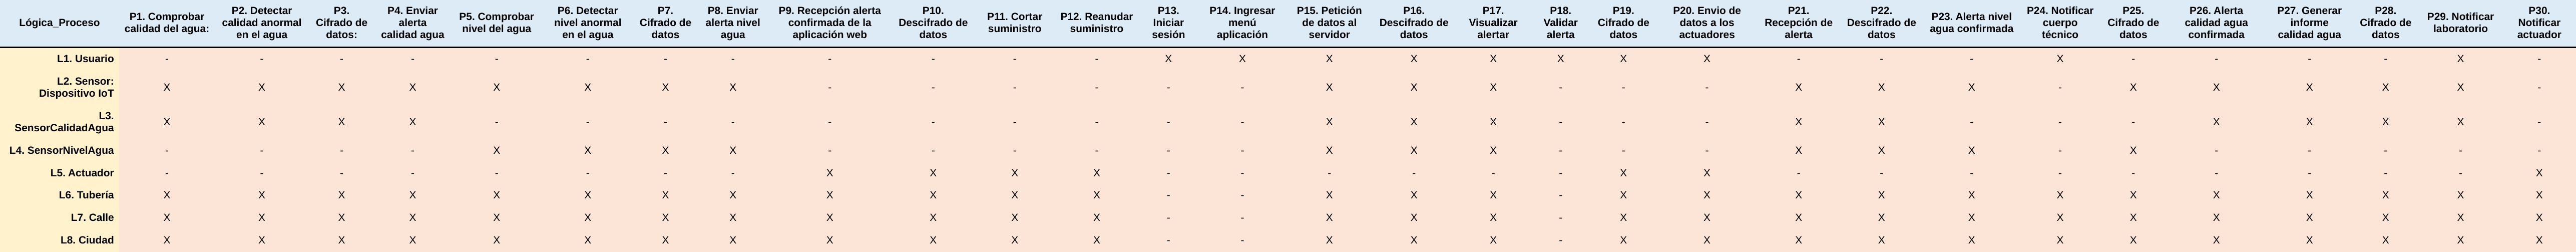 Lógica_Proceso
P1. Comprobar
calidad del agua:
P2. Detectar
calidad anormal
en el agua
P3.
Cifrado de
datos:
P4. Enviar
alerta
calidad agua
P5. Comprobar
nivel del agua
P6. Detectar
nivel anormal
en el agua
P7.
Cifrado de
datos
P8. Enviar
alerta nivel
agua
P9. Recepción alerta
confirmada de la
aplicación web
P10.
Descifrado de
datos
P11. Cortar
suministro
P12. Reanudar
suministro
P13.
Iniciar
sesión
P14. Ingresar
menú
aplicación
P15. Petición
de datos al
servidor
P16.
Descifrado de
datos
P17.
Visualizar
alertar
P18.
Validar
alerta
P19.
Cifrado de
datos
P20. Envio de
datos a los
actuadores
P21.
Recepción de
alerta
P22.
Descifrado de
datos
P23. Alerta nivel
agua confirmada
P24. Notificar
cuerpo
técnico
P25.
Cifrado de
datos
P26. Alerta
calidad agua
confirmada
P27. Generar
informe
calidad agua
P28.
Cifrado de
datos
P29. Notificar
laboratorio
P30.
Notificar
actuador
L1. Usuario - - - - - - - - - - - - X X X X X X X X - - - X - - - - X -
L2. Sensor:
Dispositivo IoT X X X X X X X X - - - - - - X X X - - - X X X - X X X X X -
L3.
SensorCalidadAgua X X X X - - - - - - - - - - X X X - - - X X - - - X X X X -
L4. SensorNivelAgua - - - - X X X X - - - - - - X X X - - - X X X - X - - - - -
L5. Actuador - - - - - - - - X X X X - - - - - - X X - - - - - - - - - X
L6. Tubería X X X X X X X X X X X X - - X X X - X X X X X X X X X X X X
L7. Calle X X X X X X X X X X X X - - X X X - X X X X X X X X X X X X
L8. Ciudad X X X X X X X X X X X X - - X X X - X X X X X X X X X X X X